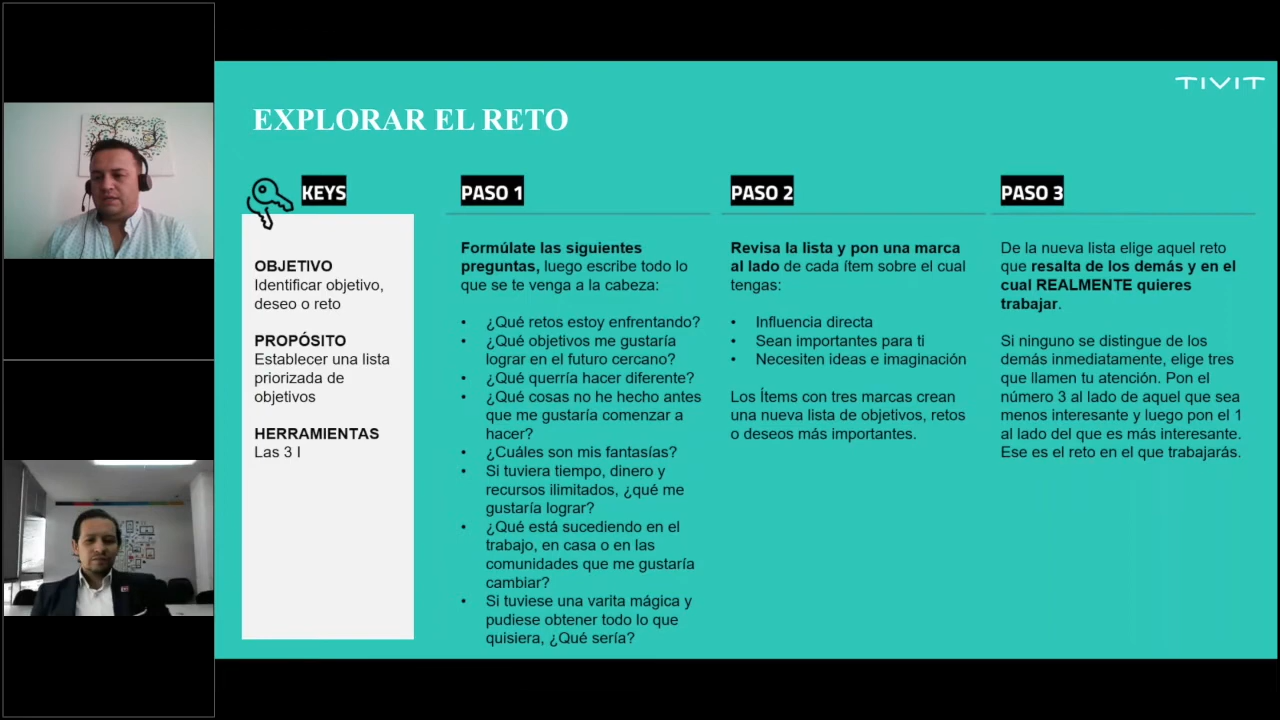 TIVIT
EXPLORAR EL RETO
KEYS
OBJETIVO
Identificar objetivo,
deseo o reto
PROPÓSITO
Establecer una lista
priorizada de
objetivos
HERRAMIENTAS
Las 3 I
PASO 1
Formúlate las siguientes
preguntas, luego escribe todo lo
que se te venga a la cabeza:
• ¿Qué retos estoy enfrentando?
• ¿Qué objetivos me gustaría
lograr en el futuro cercano?
• ¿Qué querría hacer diferente?
• ¿Qué cosas no he hecho antes
que me gustaría comenzar a
hacer?
• ¿Cuáles son mis fantasías?
• Si tuviera tiempo, dinero y
recursos ilimitados, ¿qué me
gustaría lograr?
• ¿Qué está sucediendo en el
trabajo, en casa o en las
comunidades que me gustaría
cambiar?
• Si tuviese una varita mágica y
pudiese obtener todo lo que
quisiera, ¿Qué sería?
PASO 2
Revisa la lista y pon una marca
al lado de cada ítem sobre el cual
tengas:
• Influencia directa
• Sean importantes para ti
• Necesiten ideas e imaginación
Los Ítems con tres marcas crean
una nueva lista de objetivos, retos
o deseos más importantes.
PASO 3
De la nueva lista elige aquel reto
que resalta de los demás y en el
cual REALMENTE quieres
trabajar.
Si ninguno se distingue de los
demás inmediatamente, elige tres
que llamen tu atención. Pon el
número 3 al lado de aquel que sea
menos interesante y luego pon el 1
al lado del que es más interesante.
Ese es el reto en el que trabajarás.